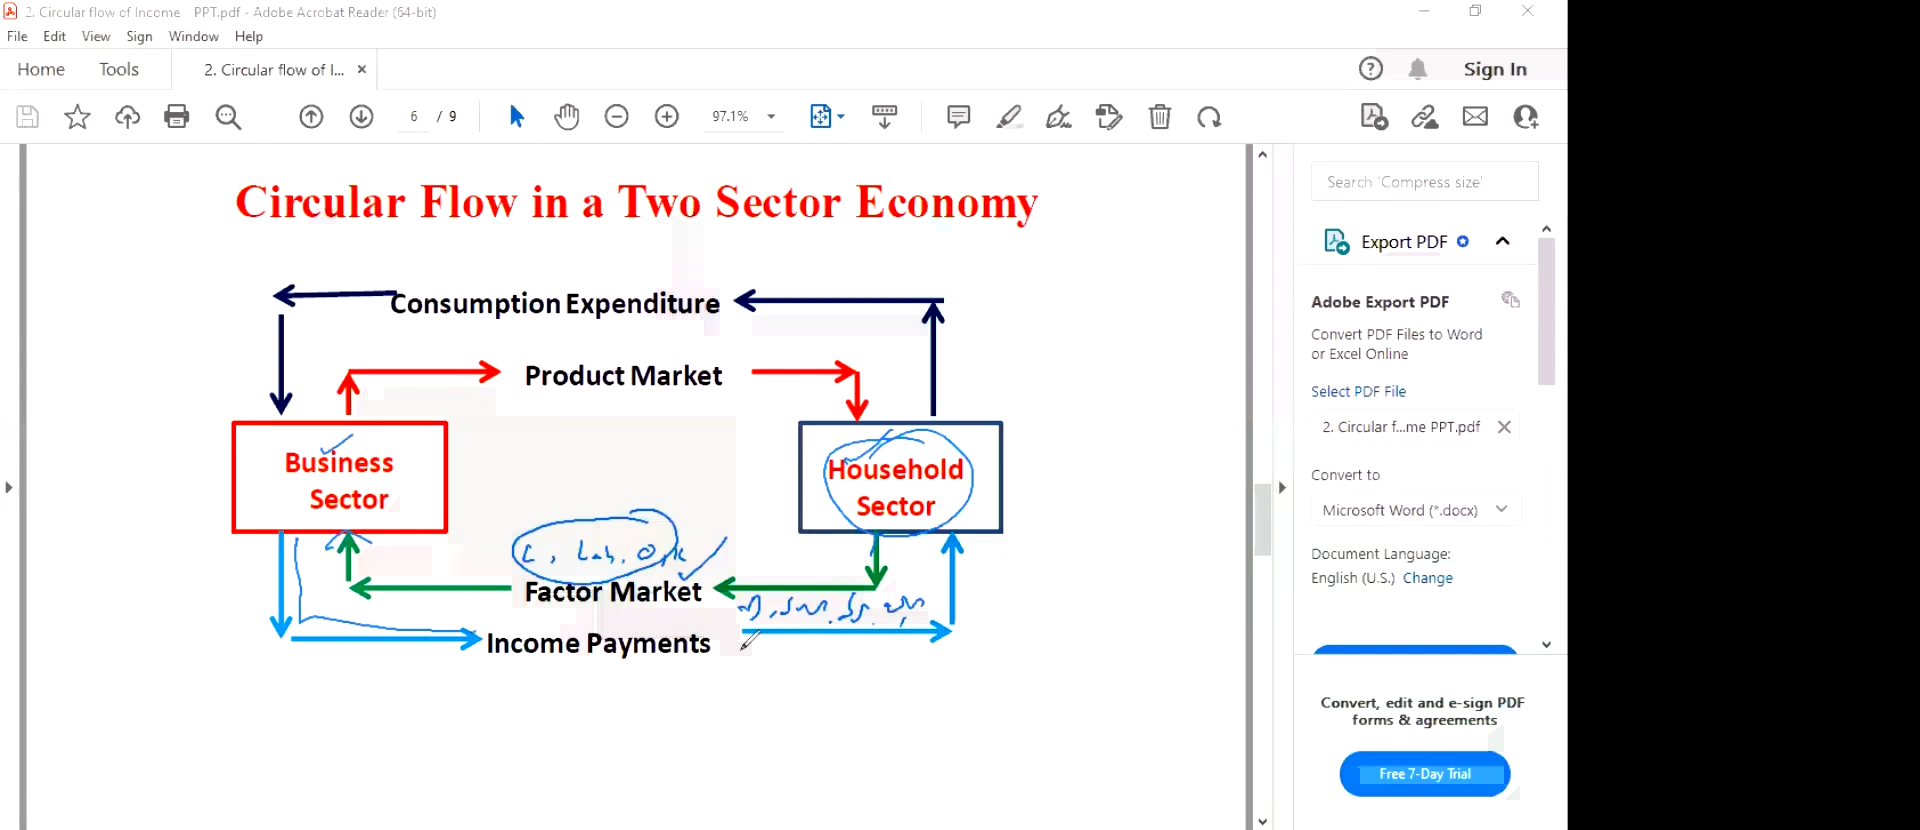 2. Circular flow of Income PPT.pdf - Adobe Acrobat Reader (64-bit)
File Edit View Sign Window Help
Home Tools 2. Circular flow of I... × Sign In
6 / 9 97.1%
Search 'Compress size'
Circular Flow in a Two Sector Economy
Export PDF
Consumption Expenditure
Adobe Export PDF
Convert PDF Files to Word
or Excel Online
Product Market
Select PDF File
2. Circular f...me PPT.pdf
Business
Sector
Household
Sector
Convert to
Microsoft Word (*.docx)
L, Lab, O,
Document Language:
English (U.S.) Change
Factor Market
Income Payments
Convert, edit and e-sign PDF
forms & agreements
Free 7-Day Trial